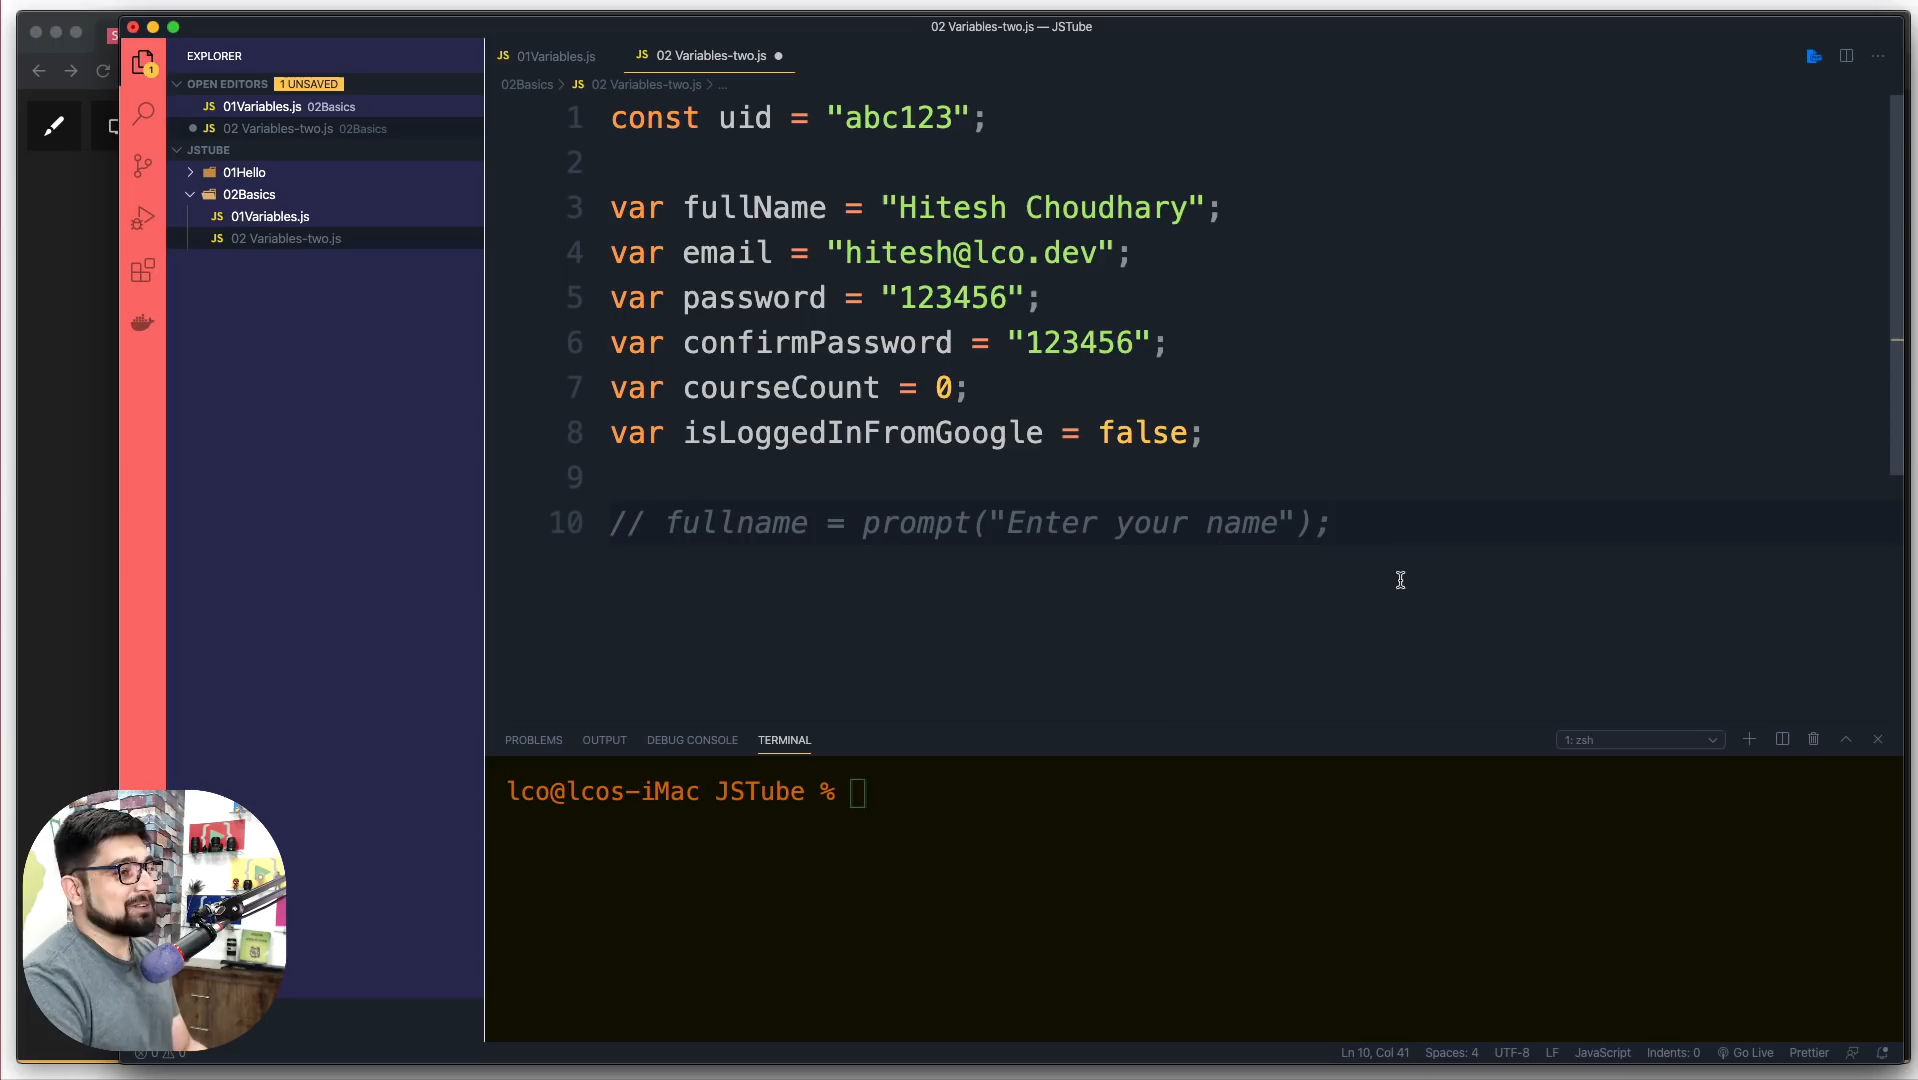 02 Variables-two.js — JSTube
EXPLORER
OPEN EDITORS 1 UNSAVED
JS 01Variables.js 02Basics
JS 02 Variables-two.js 02Basics
JSTUBE
01Hello
02Basics
JS 01Variables.js
JS 02 Variables-two.js
1
S
JS 01Variables.js
JS 02 Variables-two.js
02Basics > JS 02 Variables-two.js > ...
1 const uid = "abc123";
2
3 var fullName = "Hitesh Choudhary";
4 var email = "hitesh@lco.dev";
5 var password = "123456";
6 var confirmPassword = "123456";
7 var courseCount = 0;
8 var isLoggedInFromGoogle = false;
9
10 // fullname = prompt("Enter your name");
PROBLEMS OUTPUT DEBUG CONSOLE TERMINAL
1: zsh
lco@lcos-iMac JSTube %
0 0
Ln 10, Col 41 Spaces: 4 UTF-8 LF JavaScript Indents: 0 Go Live Prettier